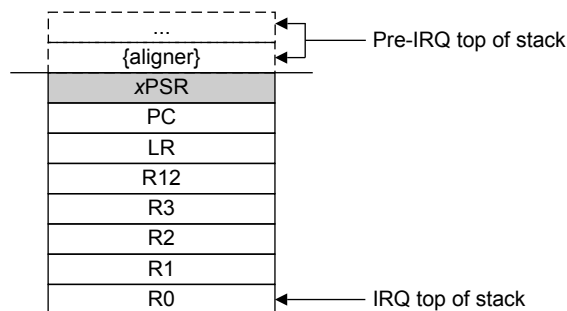 ...
Pre-IRQ top of stack
{aligner}
xPSR
PC
LR
R12
R3
R2
R1
R0
IRQ top of stack